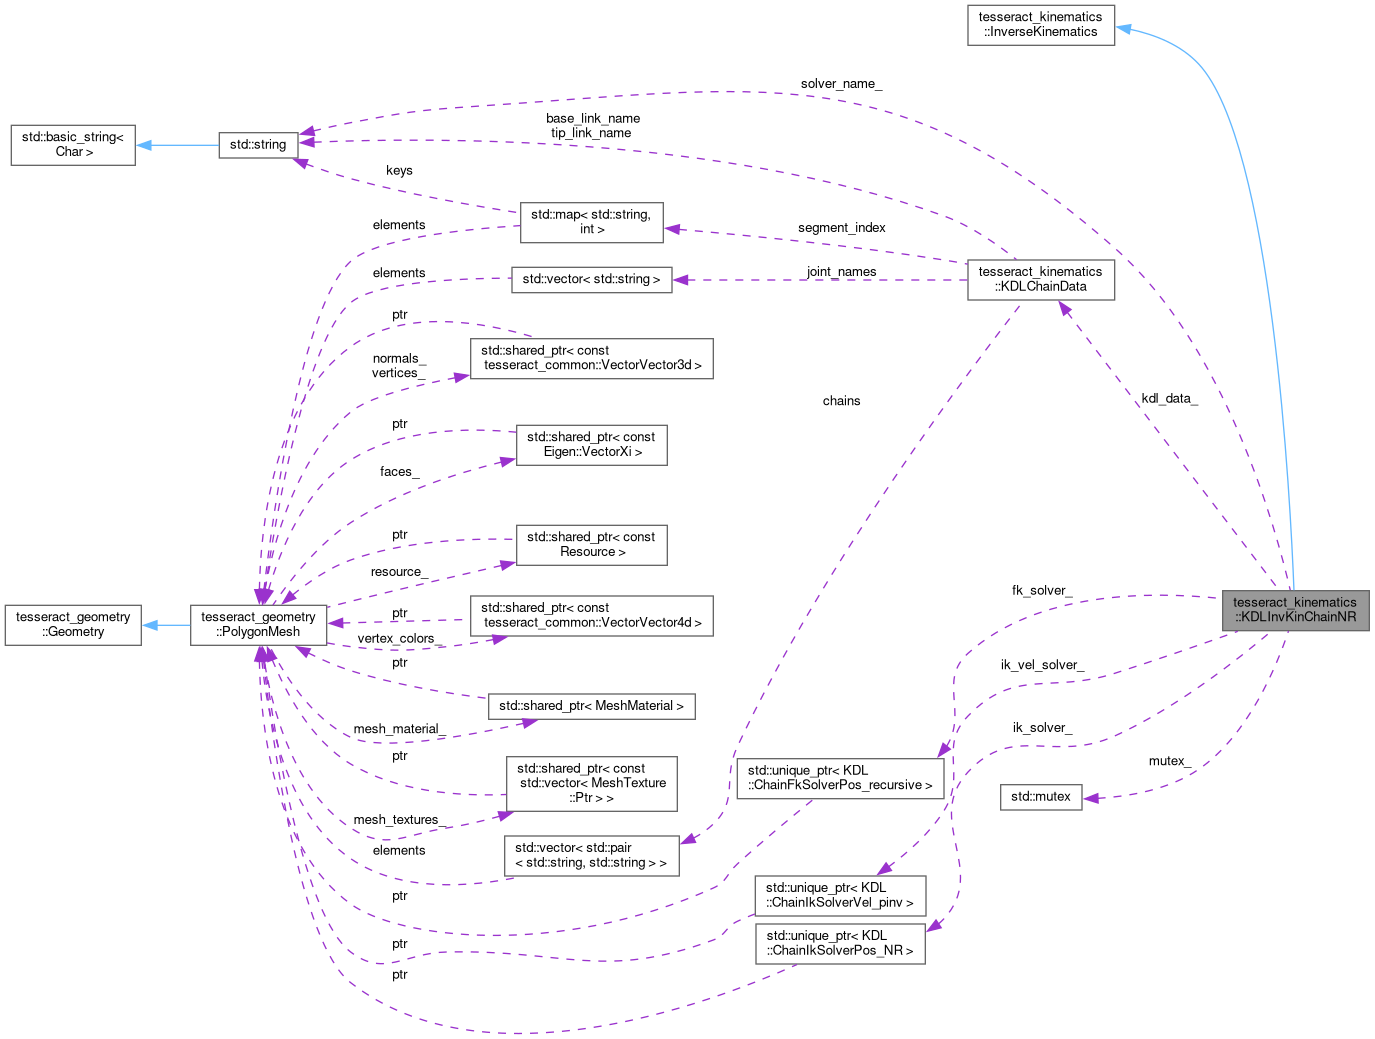 tesseract_kinematics
::InverseKinematics
solver_name_
base_link_name
tip_link_name
std::basic_string<
Char >
std::string
keys
std::map< std::string,
int >
elements
segment_index
tesseract_kinematics
::KDLChainData
joint_names
std::vector< std::string >
elements
ptr
std::shared_ptr< const
tesseract_common::VectorVector3d >
normals_
vertices_
chains
kdl_data_
ptr
std::shared_ptr< const
Eigen::VectorXi >
faces_
ptr
std::shared_ptr< const
Resource >
resource_
tesseract_geometry
::Geometry
tesseract_geometry
::PolygonMesh
ptr
std::shared_ptr< const
tesseract_common::VectorVector4d >
vertex_colors_
fk_solver_
tesseract_kinematics
::KDLInvKinChainNR
ptr
ik_vel_solver_
std::shared_ptr< MeshMaterial >
mesh_material_
ik_solver_
ptr
std::shared_ptr< const
std::vector< MeshTexture
::Ptr > >
mesh_textures_
std::unique_ptr< KDL
::ChainFkSolverPos_recursive >
mutex_
std::mutex
elements
std::vector< std::pair
< std::string, std::string > >
ptr
std::unique_ptr< KDL
::ChainIkSolverVel_pinv >
ptr
std::unique_ptr< KDL
::ChainIkSolverPos_NR >
ptr